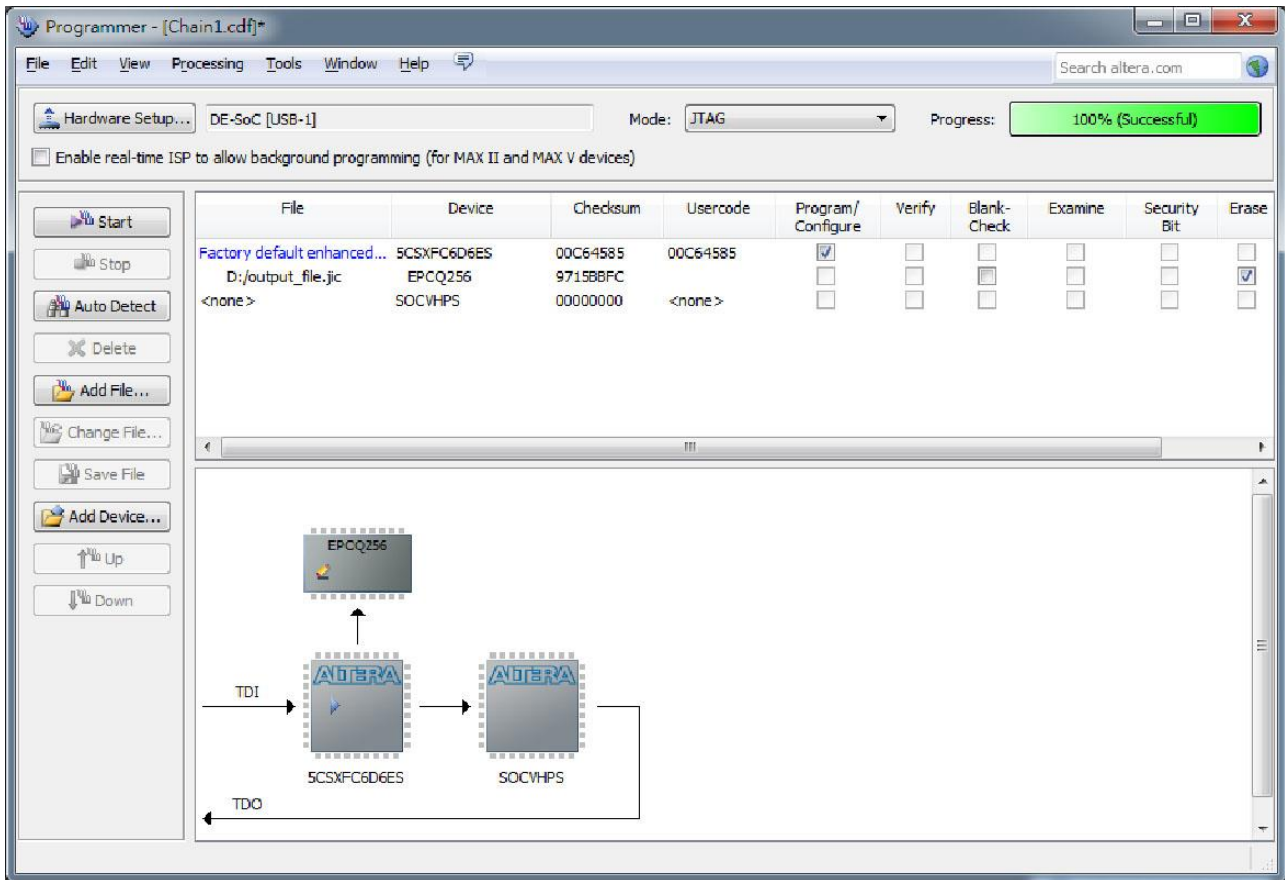 Programmer - [Chain1.cdf]*
File Edit View Processing Tools Window Help Search altera.com
Hardware Setup... DE-SoC [USB-1] Mode: JTAG Progress: 100% (Successful)
Enable real-time ISP to allow background programming (for MAX II and MAX V devices)
Start
Stop
Auto Detect
Delete
Add File...
Change File...
Save File
Add Device...
Up
Down
File Device Checksum Usercode Program/ Configure Verify Blank- Check Examine Security Bit Erase
Factory default enhanced... 5CSXFC6D6ES 00C64585 00C64585
D:/output_file.jic EPCQ256 9715BBFC
<none> SOCVHPS 00000000 <none>
EPCQ256
ALTERA ALTERA
TDI
5CSXFC6D6ES SOCVHPS
TDO